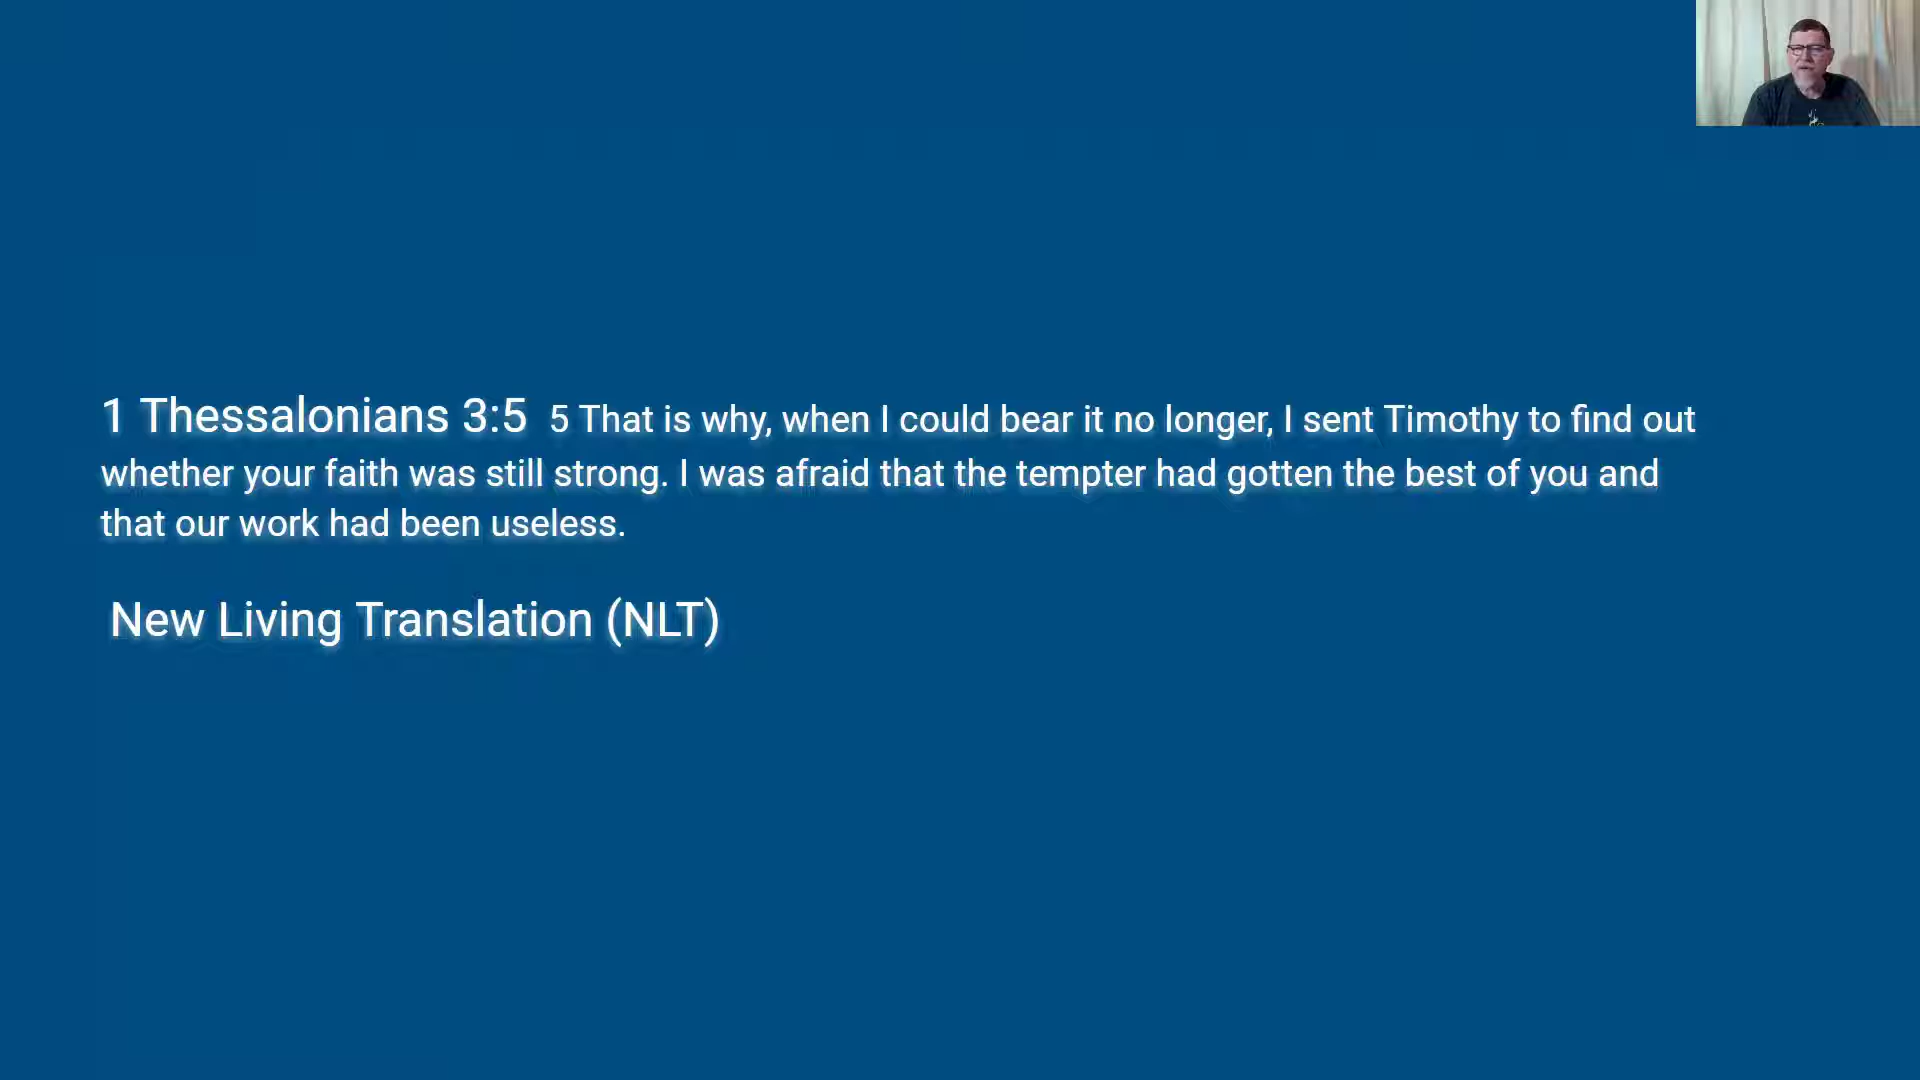 1 Thessalonians 3:5 5 That is why, when I could bear it no longer, I sent Timothy to find out
whether your faith was still strong. I was afraid that the tempter had gotten the best of you and
that our work had been useless.
New Living Translation (NLT)